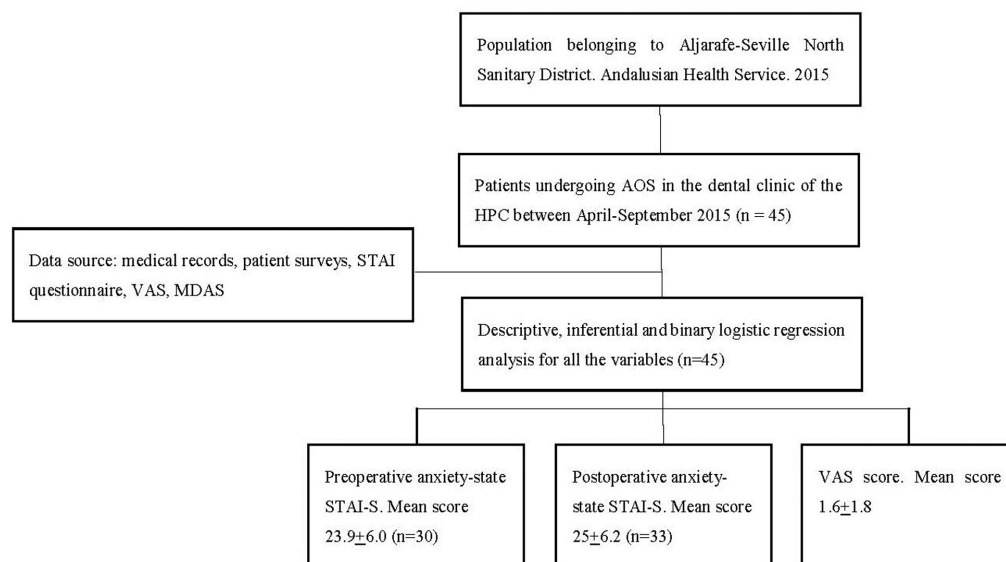 Population belonging to Aljarafe-Seville North
Sanitary District. Andalusian Health Service. 2015
Patients undergoing AOS in the dental clinic of the
HPC between April-September 2015 (n = 45)
Data source: medical records, patient surveys, STAI
questionnaire, VAS, MDAS
Descriptive, inferential and binary logistic regression
analysis for all the variables (n=45)
Preoperative anxiety-state
STAI-S. Mean score
23.9±6.0 (n=30)
Postoperative anxiety-
state STAI-S. Mean score
25±6.2 (n=33)
VAS score. Mean score
1.6±1.8